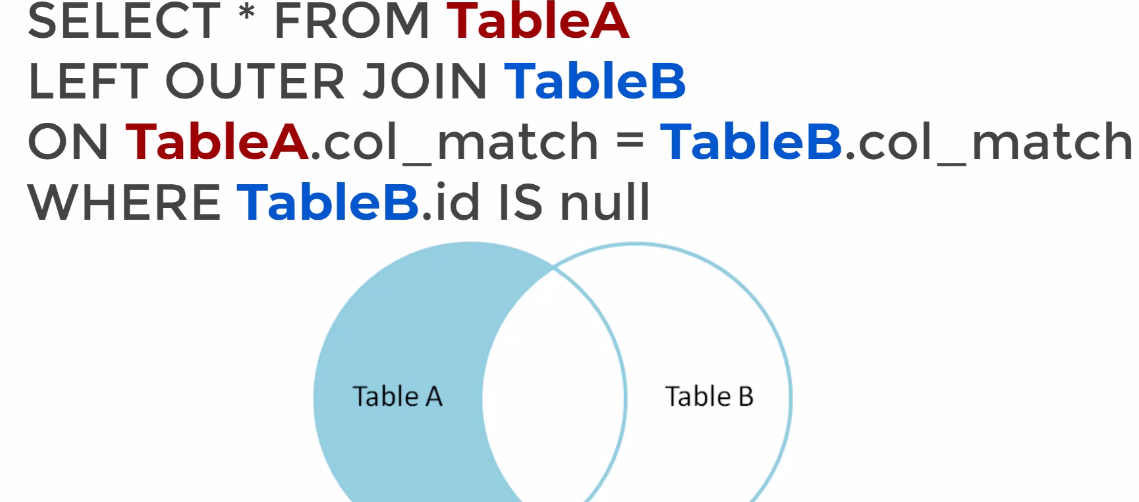 SELECT * FROM TableA
LEFT OUTER JOIN TableB
ON TableA.col_match = TableB.col_match
WHERE TableB.id IS null
Table A
Table B